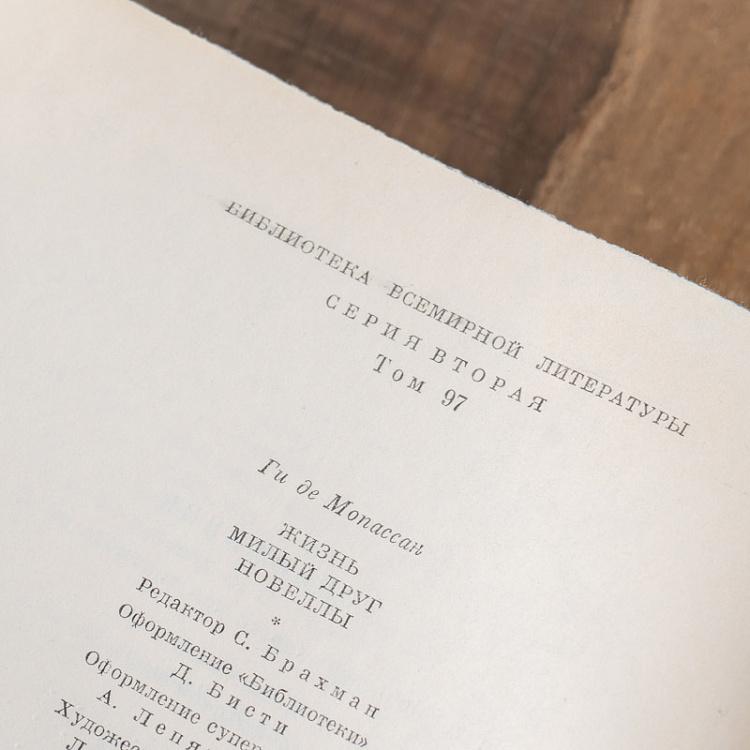 БИБЛИОТЕКА ВСЕМИРНОЙ ЛИТЕРАТУРЫ
СЕРИЯ ВТОРАЯ
Том 97
Ги де Мопассан
ЖИЗНЬ
МИЛЫЙ ДРУГ
НОВЕЛЛЫ
*
Редактор С. Брахман
Оформление «Библиотеки»
Д. Бисти
Оформление
А.